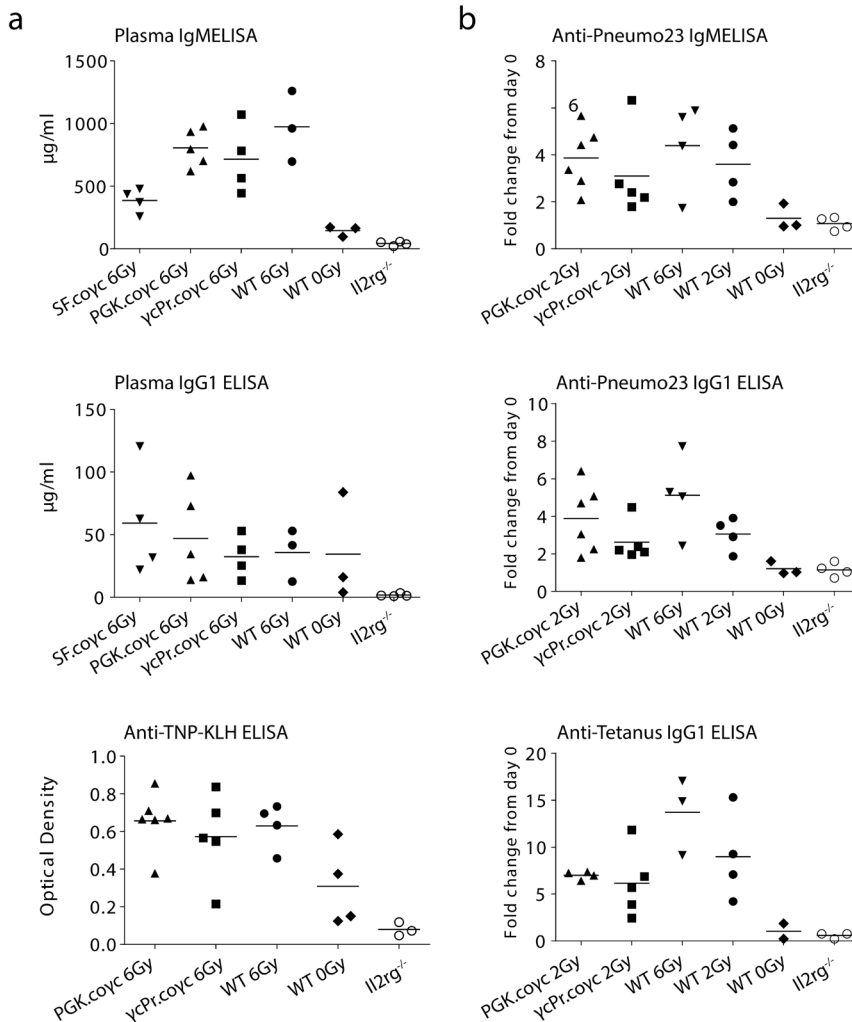 a
Plasma IgMELISA
1500
1000
500
0
µg/ml
SF.coγc 6Gy
PGK.coγc 6Gy
γcPr.coγc 6Gy
WT 6Gy
WT 0Gy
Il2rg-/-
Plasma IgG1 ELISA
150
100
50
0
µg/ml
SF.coγc 6Gy
PGK.coγc 6Gy
γcPr.coγc 6Gy
WT 6Gy
WT 0Gy
Il2rg-/-
Anti-TNP-KLH ELISA
1.0
0.8
0.6
0.4
0.2
0.0
Optical Density
PGK.coγc 6Gy
γcPr.coγc 6Gy
WT 6Gy
WT 0Gy
Il2rg-/-
b
Anti-Pneumo23 IgMELISA
8
6
4
2
0
Fold change from day 0
PGK.coγc 2Gy
γcPr.coγc 2Gy
WT 6Gy
WT 2Gy
WT 0Gy
Il2rg-/-
Anti-Pneumo23 IgG1 ELISA
10
8
6
4
2
0
Fold change from day 0
PGK.coγc 2Gy
γcPr.coγc 2Gy
WT 6Gy
WT 2Gy
WT 0Gy
Il2rg-/-
Anti-Tetanus IgG1 ELISA
20
15
10
5
0
Fold change from day 0
PGK.coγc 2Gy
γcPr.coγc 2Gy
WT 6Gy
WT 2Gy
WT 0Gy
Il2rg-/-